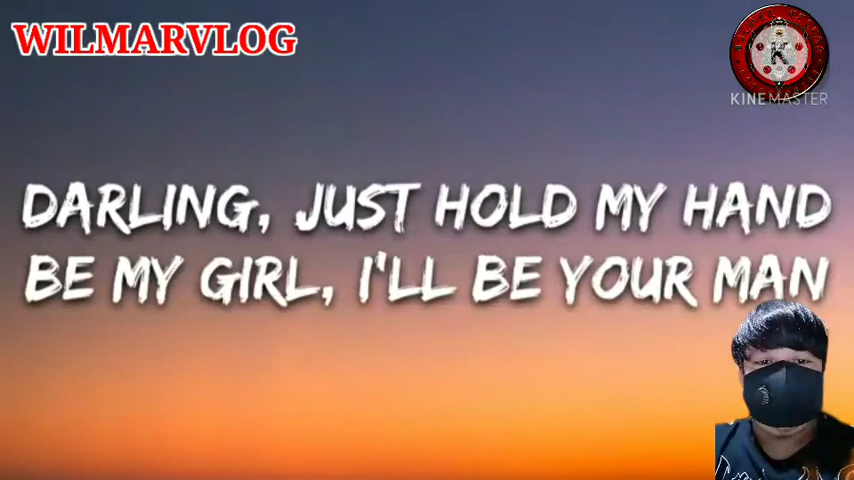 WILMARVLOG
K
KINEMASTER
DARLING, JUST HOLD MY HAND
BE MY GIRL, I'LL BE YOUR MAN